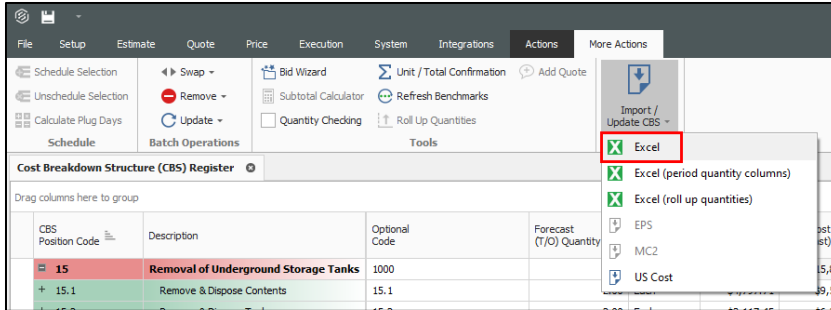 File Setup Estimate Quote Price Execution System Integrations Actions More Actions
Schedule Selection Swap Bid Wizard Unit / Total Confirmation Add Quote
Unschedule Selection Remove Subtotal Calculator Refresh Benchmarks
Calculate Plug Days Update Quantity Checking Roll Up Quantities
Import /
Update CBS
Schedule Batch Operations Tools
Excel
Excel (period quantity columns)
Excel (roll up quantities)
EPS
MC2
US Cost
Cost Breakdown Structure (CBS) Register
Drag columns here to group
CBS
Position Code
Description
Optional
Code
Forecast
(T/O) Quantity
15 Removal of Underground Storage Tanks 1000
15.1 Remove & Dispose Contents 15.1